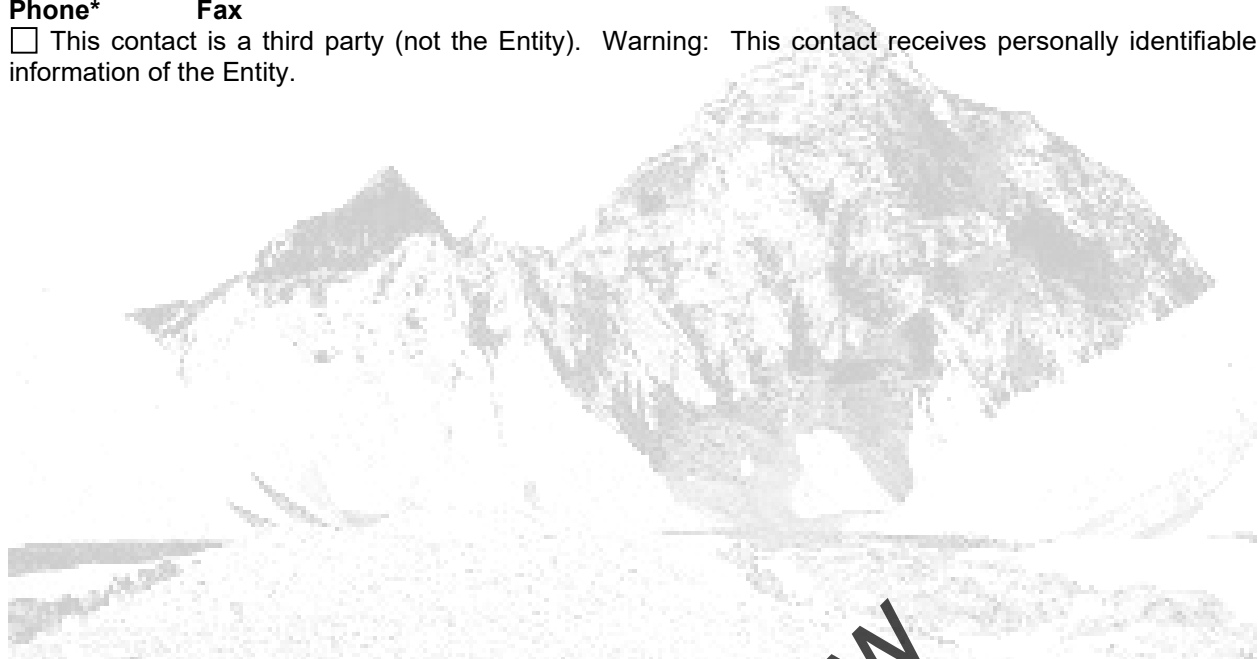 Phone* Fax
☐ This contact is a third party (not the Entity). Warning: This contact receives personally identifiable
information of the Entity.
W